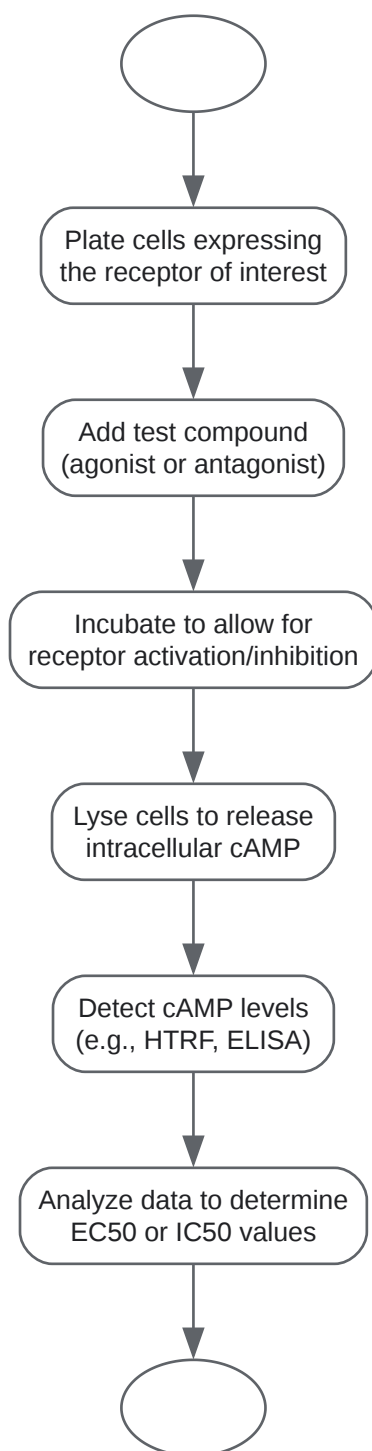 Plate cells expressing
the receptor of interest
Add test compound
(agonist or antagonist)
Incubate to allow for
receptor activation/inhibition
Lyse cells to release
intracellular cAMP
Detect cAMP levels
(e.g., HTRF, ELISA)
Analyze data to determine
EC50 or IC50 values